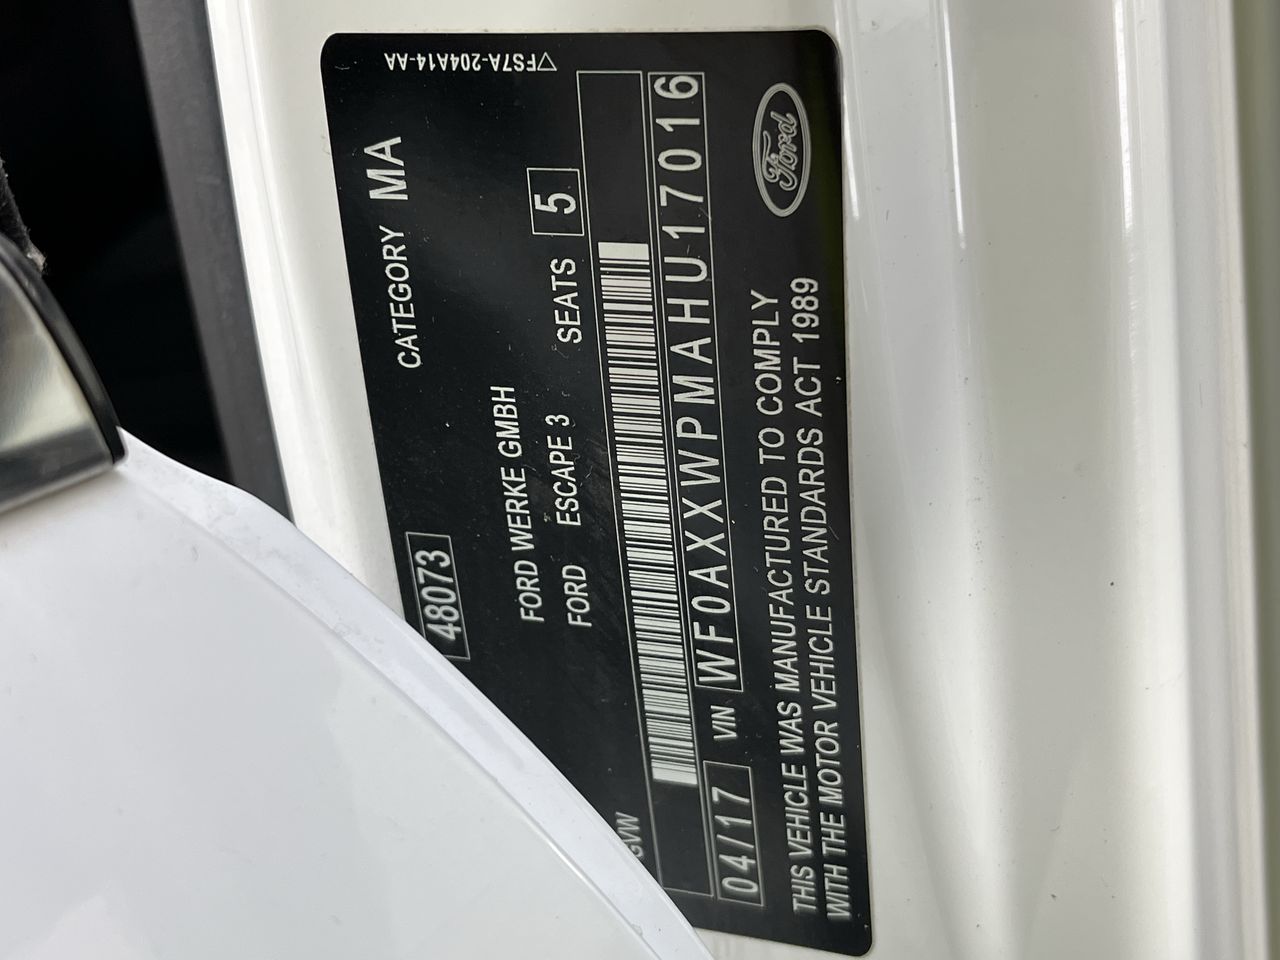 ▽FS7A-204A14-AA
48073
CATEGORY MA
FORD WERKE GMBH
FORD ESCAPE 3 SEATS 5
GVW
04/17 VIN WF0AXXWPMAHU17016
THIS VEHICLE WAS MANUFACTURED TO COMPLY
WITH THE MOTOR VEHICLE STANDARDS ACT 1989
Ford